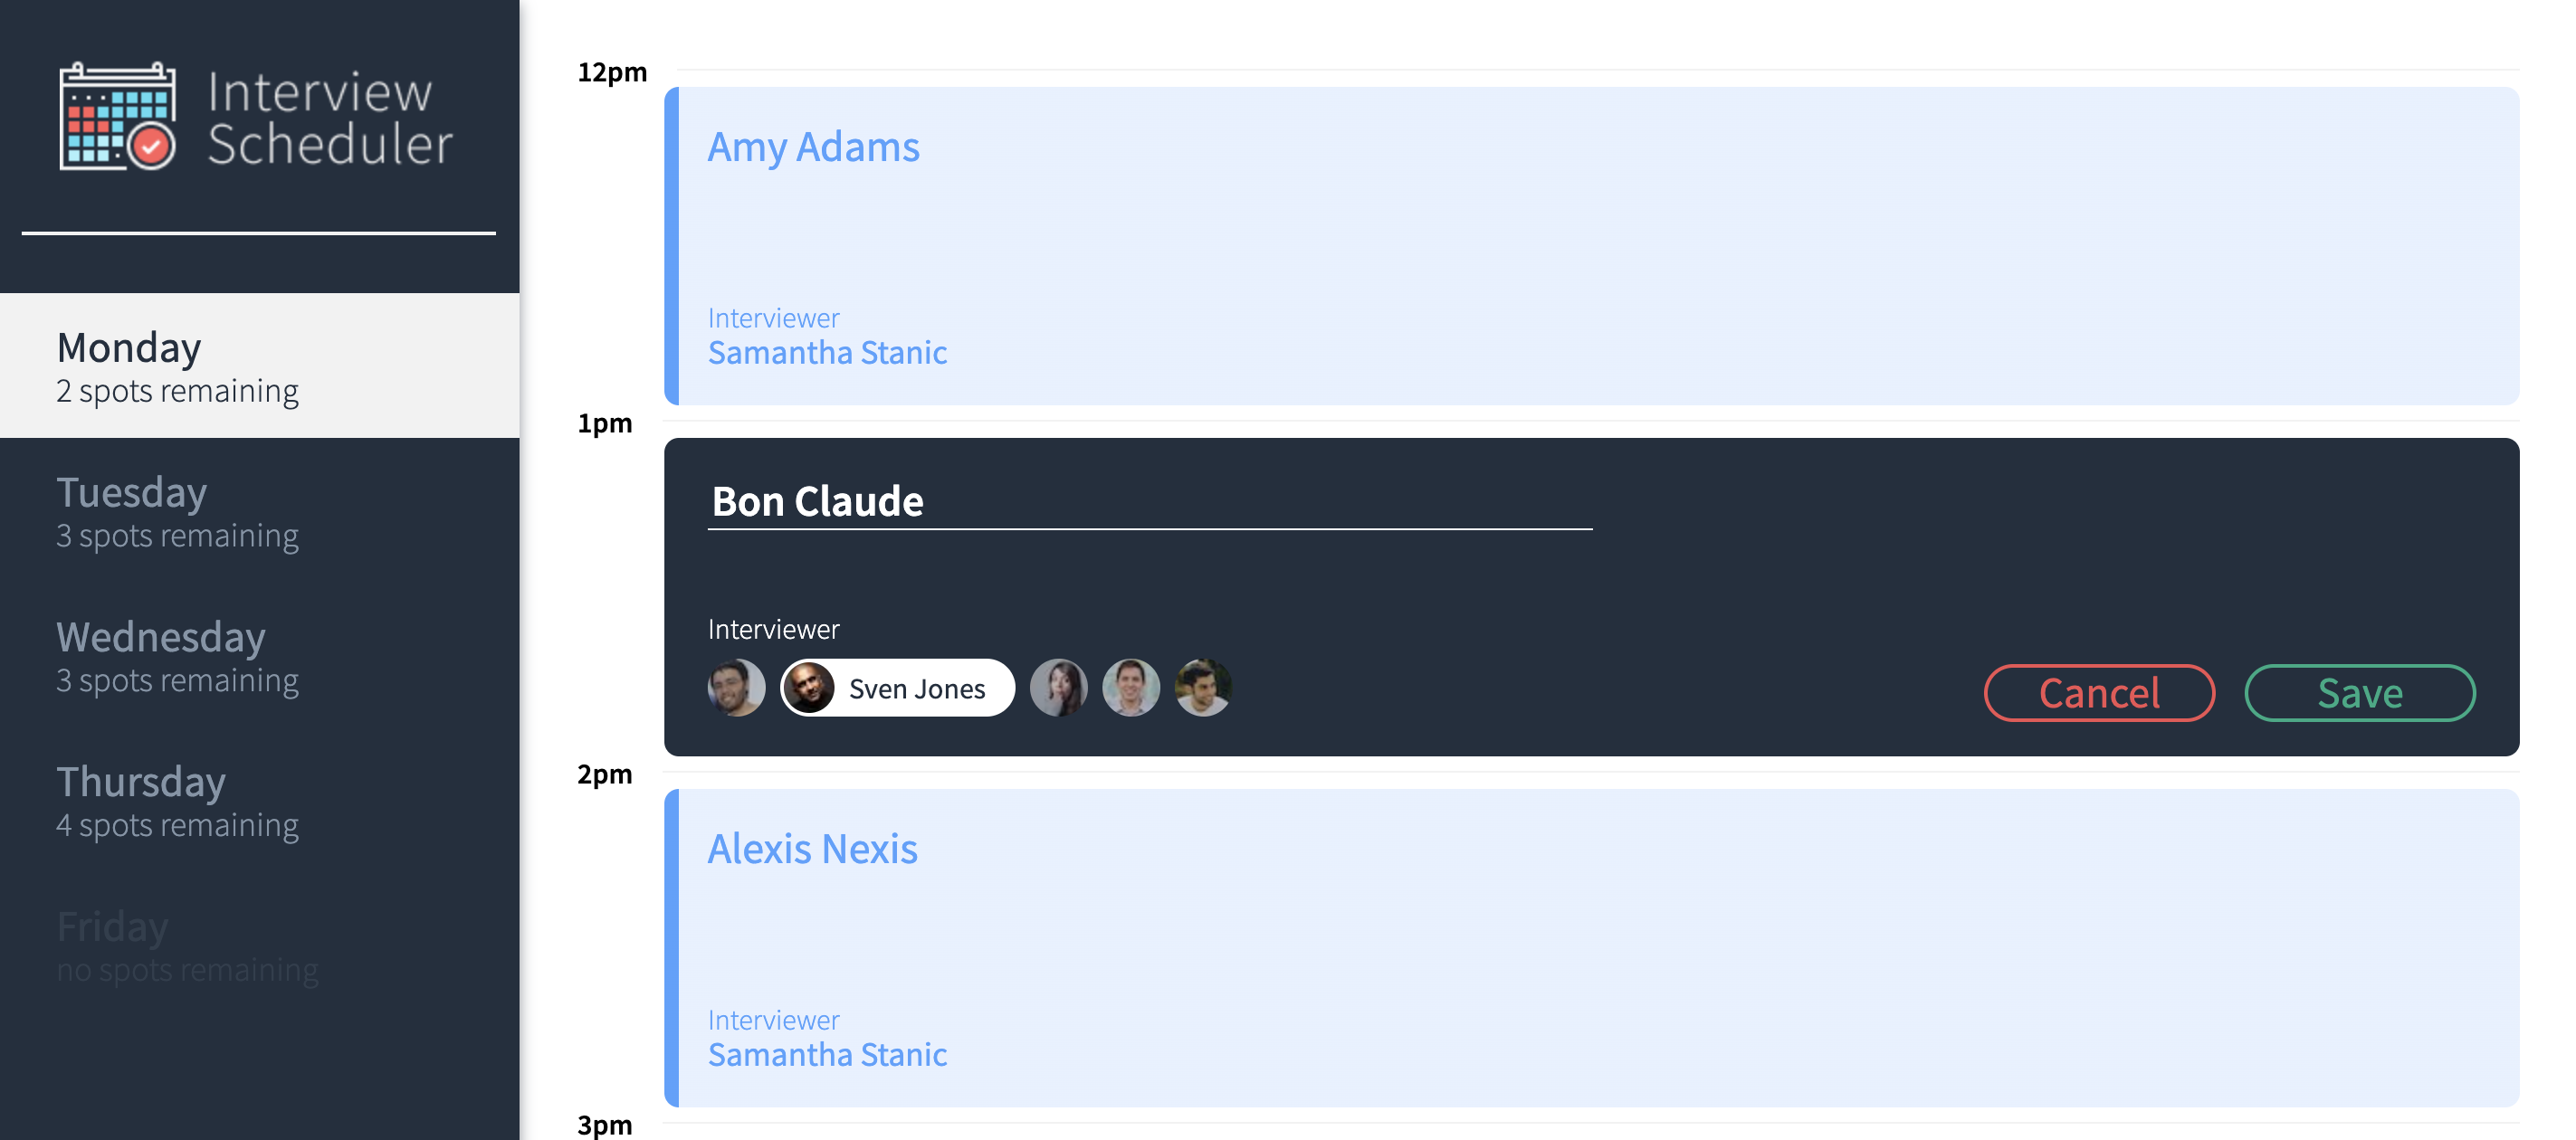 Interview
Scheduler
Monday
2 spots remaining
Tuesday
3 spots remaining
Wednesday
3 spots remaining
Thursday
4 spots remaining
Friday
no spots remaining
12pm
Amy Adams
Interviewer
Samantha Stanic
1pm
Bon Claude
Interviewer
Sven Jones
Cancel
Save
2pm
Alexis Nexis
Interviewer
Samantha Stanic
3pm